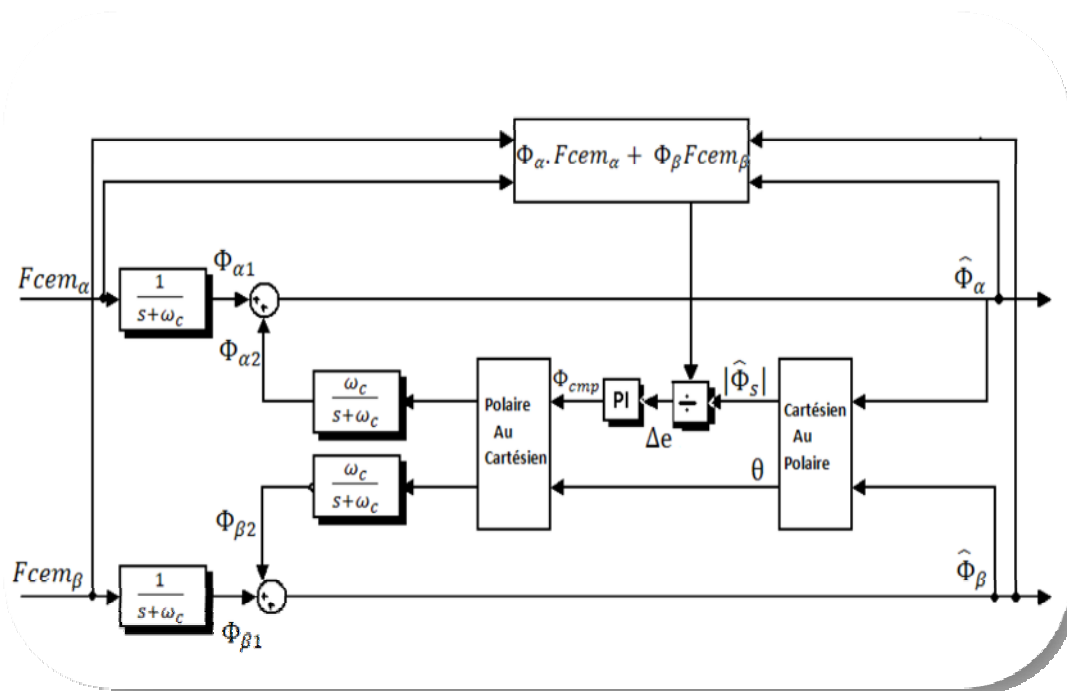 Φα.Fcemα + ΦβFcemβ
Fcemα
1
s+ωc
Φα1
Φ̂α
Φα2
ωc
s+ωc
Polaire
Au
Cartésien
Φcmp
PI
Δe
÷
|Φ̂s|
Cartésien
Au
Polaire
θ
ωc
s+ωc
Φβ2
Fcemβ
1
s+ωc
Φβ1
Φ̂β